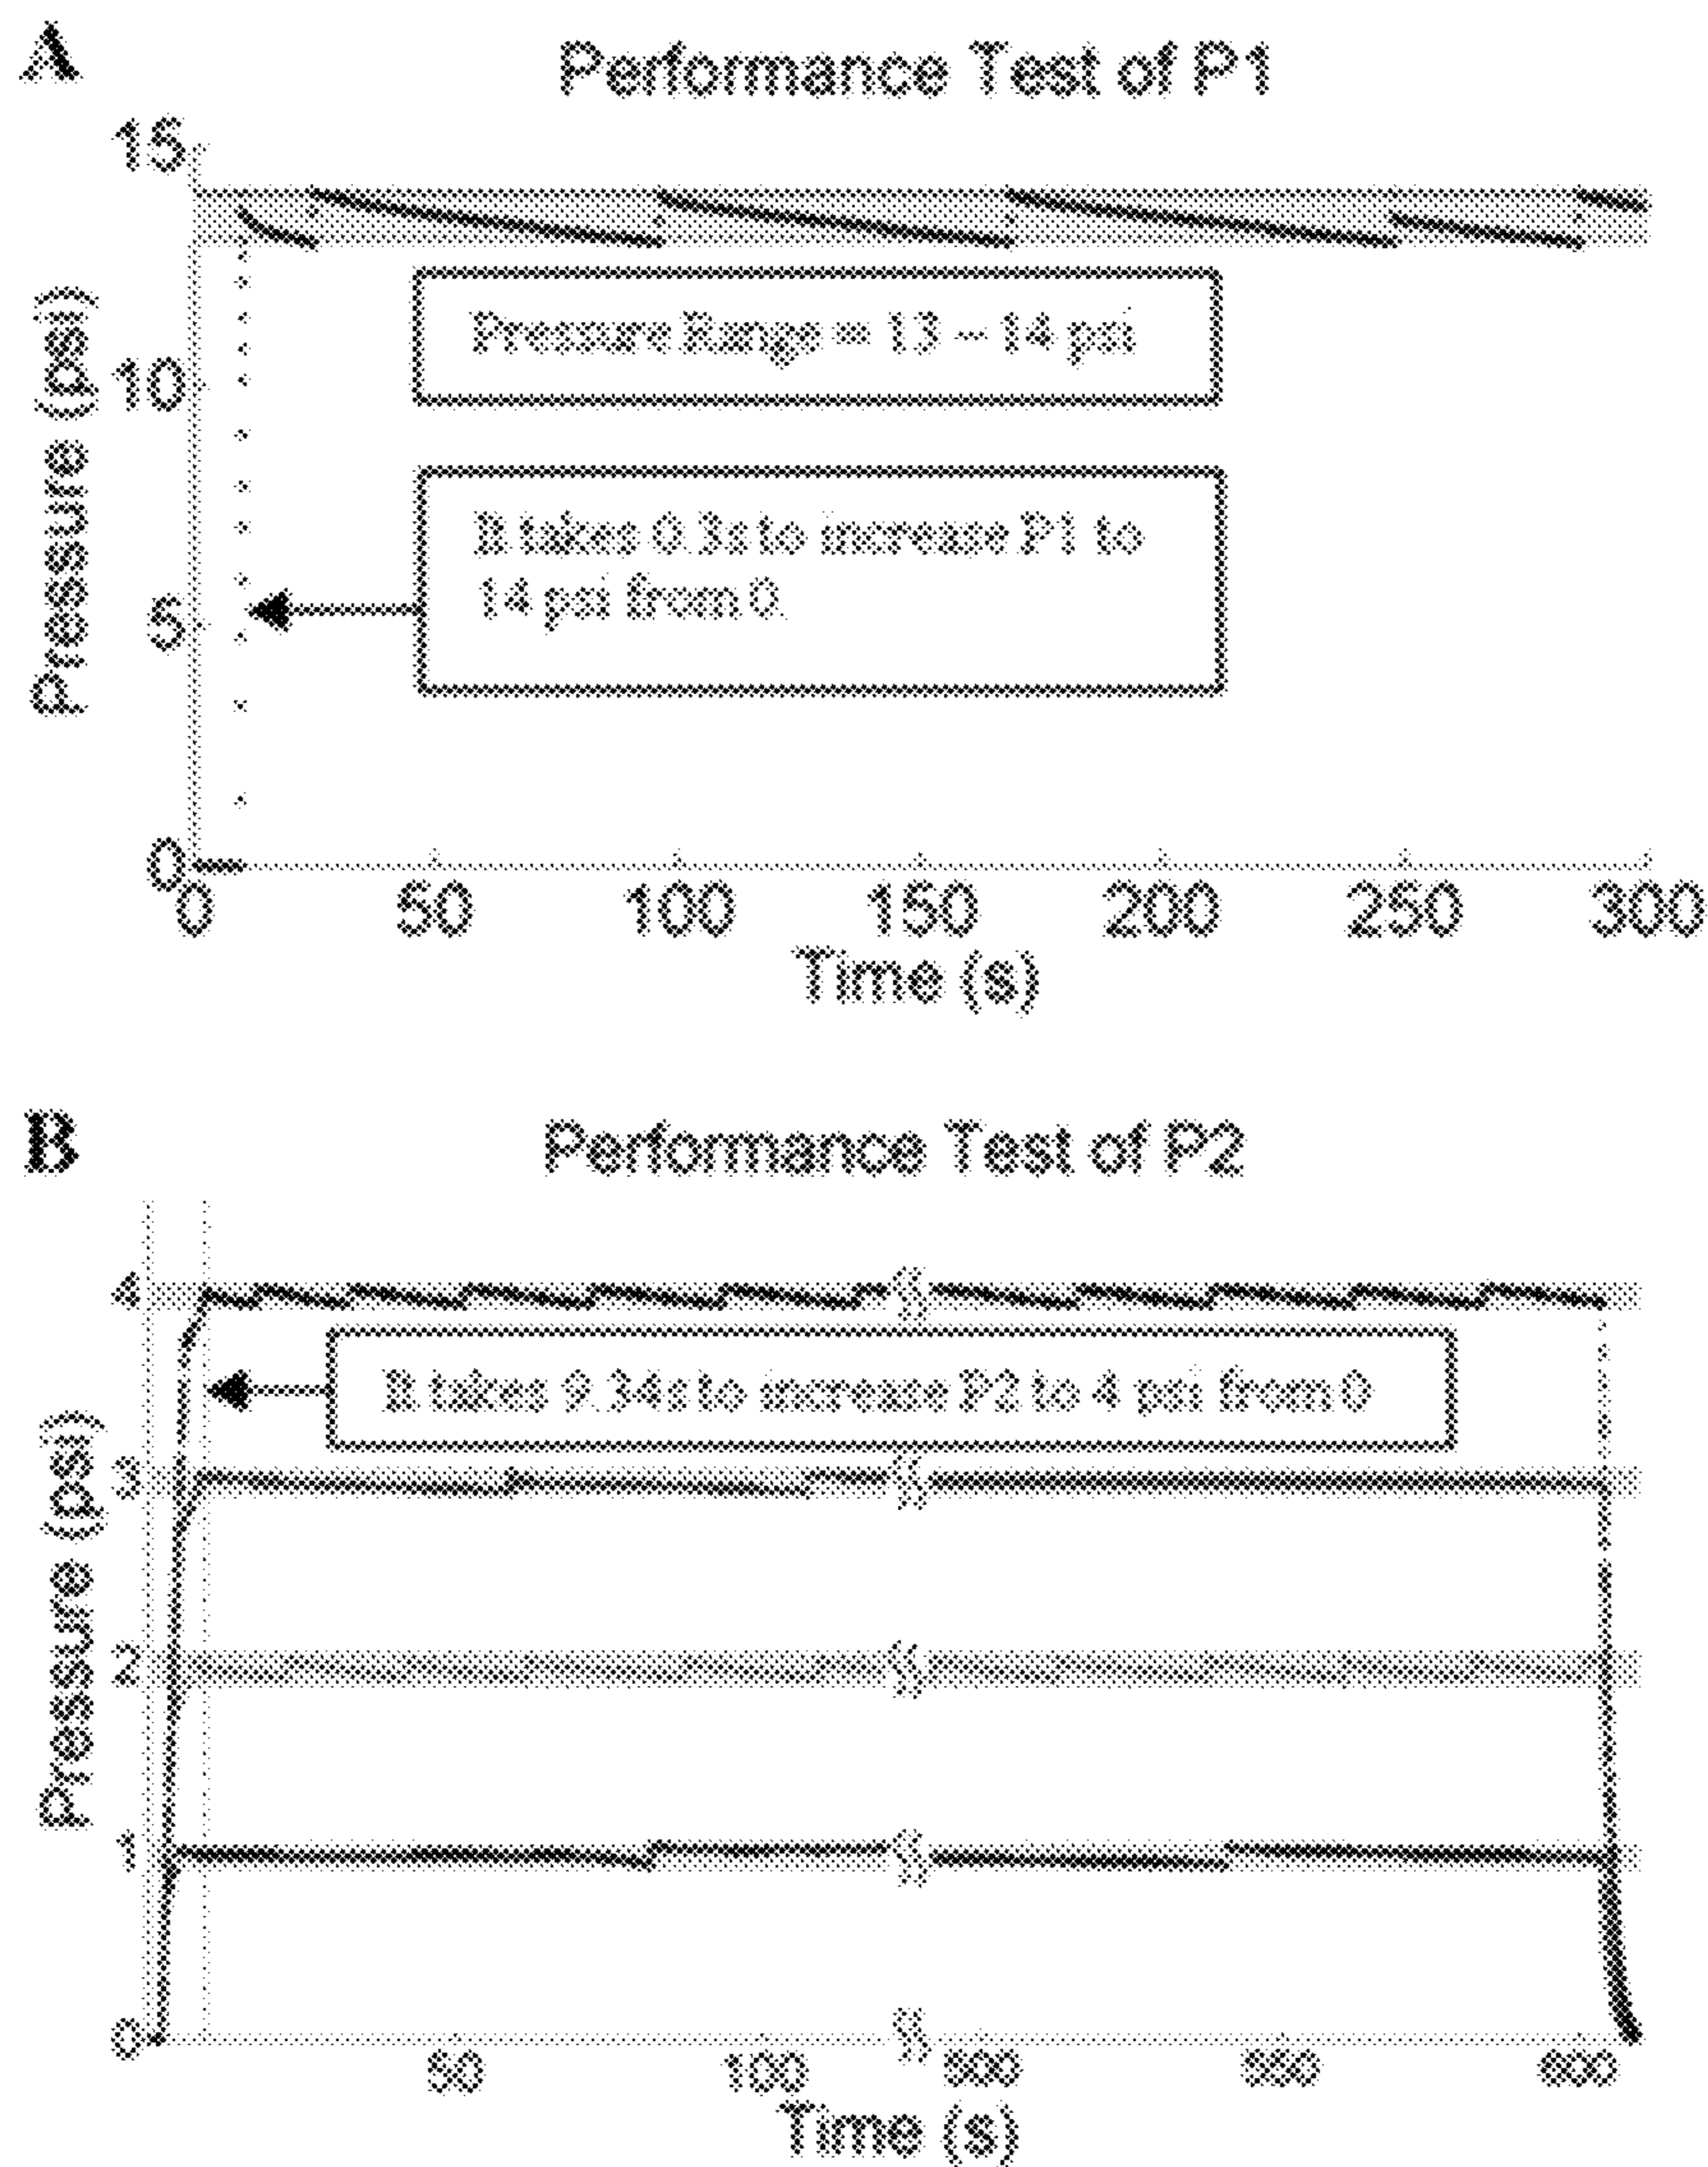 A
Performance Test of P1
15
10
5
0
Pressure (psi)
Pressure Range = 13 – 14 psi
It takes 0.3s to increase P1 to
14 psi from 0.
0 50 100 150 200 250 300
Time (s)
B
Performance Test of P2
4
3
2
1
0
Pressure (psi)
It takes 9.34s to increase P2 to 4 psi from 0
50 100 500 550 600
Time (s)